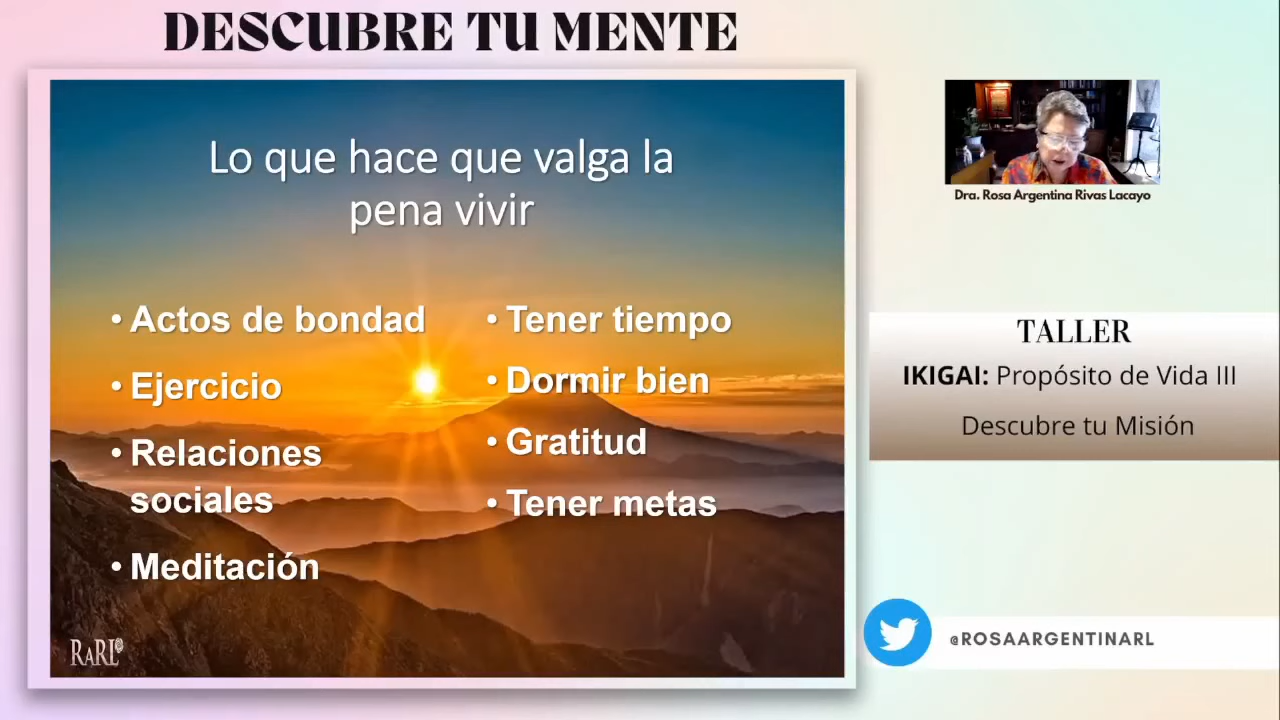 DESCUBRE TU MENTE
Lo que hace que valga la
pena vivir
• Actos de bondad
• Ejercicio
• Relaciones
sociales
• Meditación
• Tener tiempo
• Dormir bien
• Gratitud
• Tener metas
RARL
Dra. Rosa Argentina Rivas Lacayo
TALLER
IKIGAI: Propósito de Vida III
Descubre tu Misión
@ROSAARGENTINARL